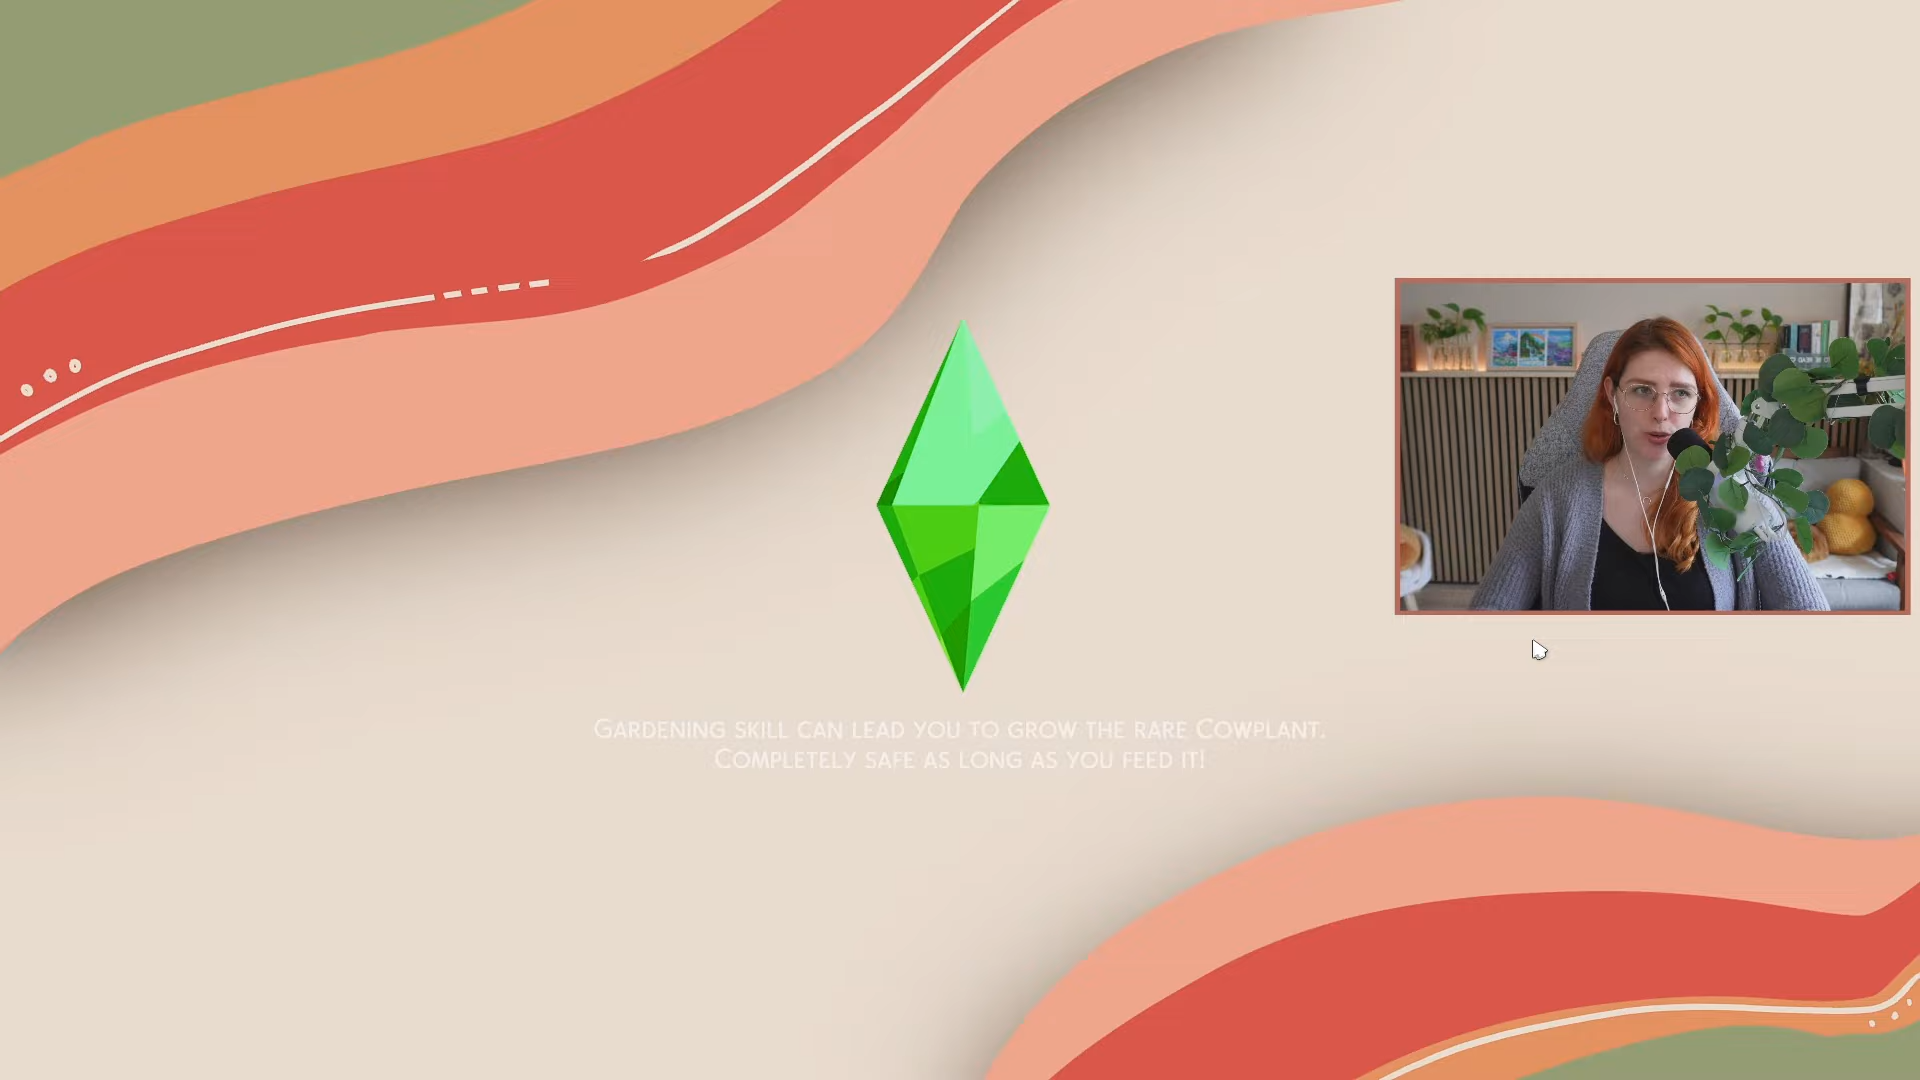 Gardening skill can lead you to grow the rare Cowplant.
Completely safe as long as you feed it!